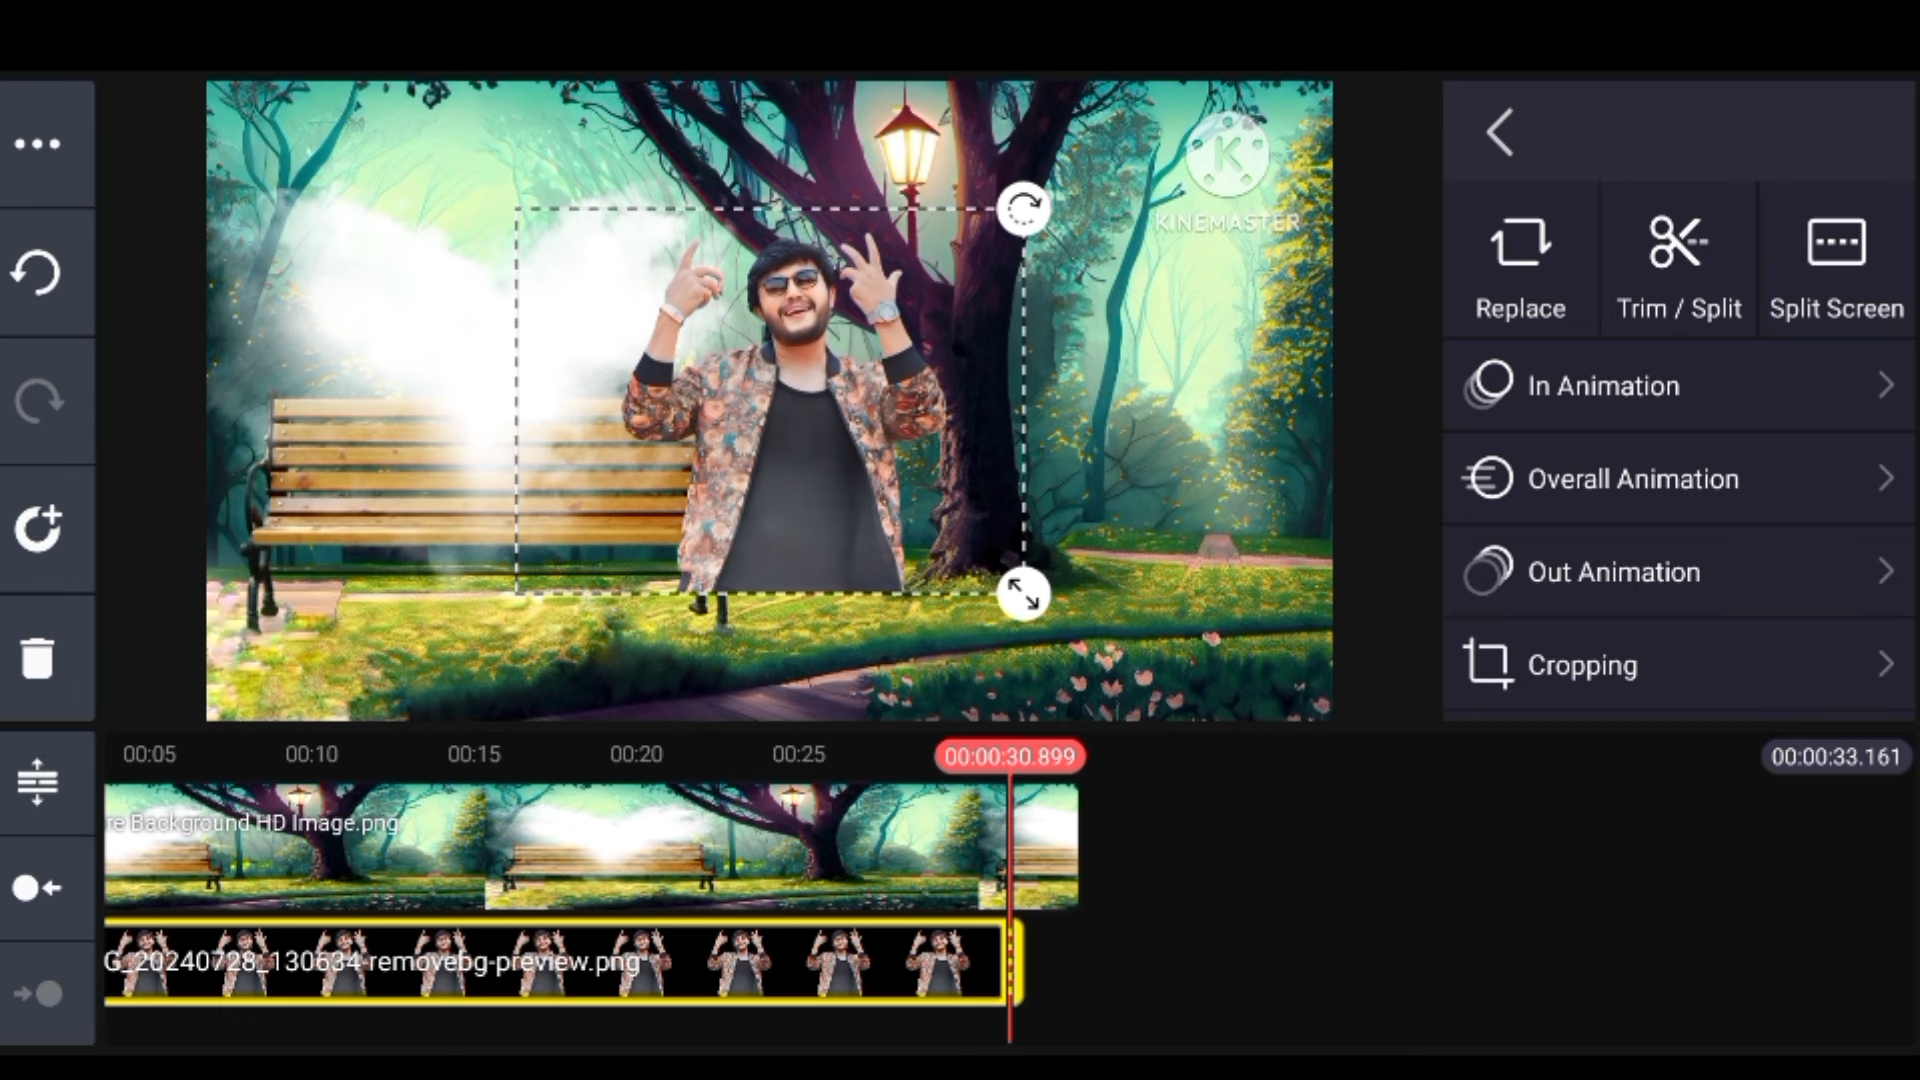 K
KINEMASTER
Replace
Trim / Split
Split Screen
In Animation
Overall Animation
Out Animation
Cropping
00:05
00:10
00:15
00:20
00:25
00:00:30.899
00:00:33.161
re Background HD Image.png
G_20240728_130634-removebg-preview.png